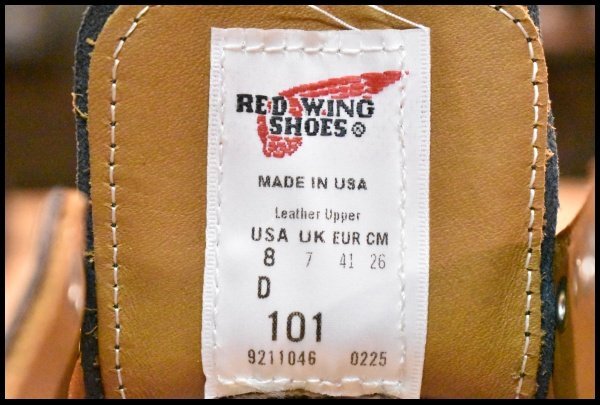 RED WING
SHOES®
MADE IN USA
Leather Upper
USA UK EUR CM
8 7 41 26
D
101
9211046 0225